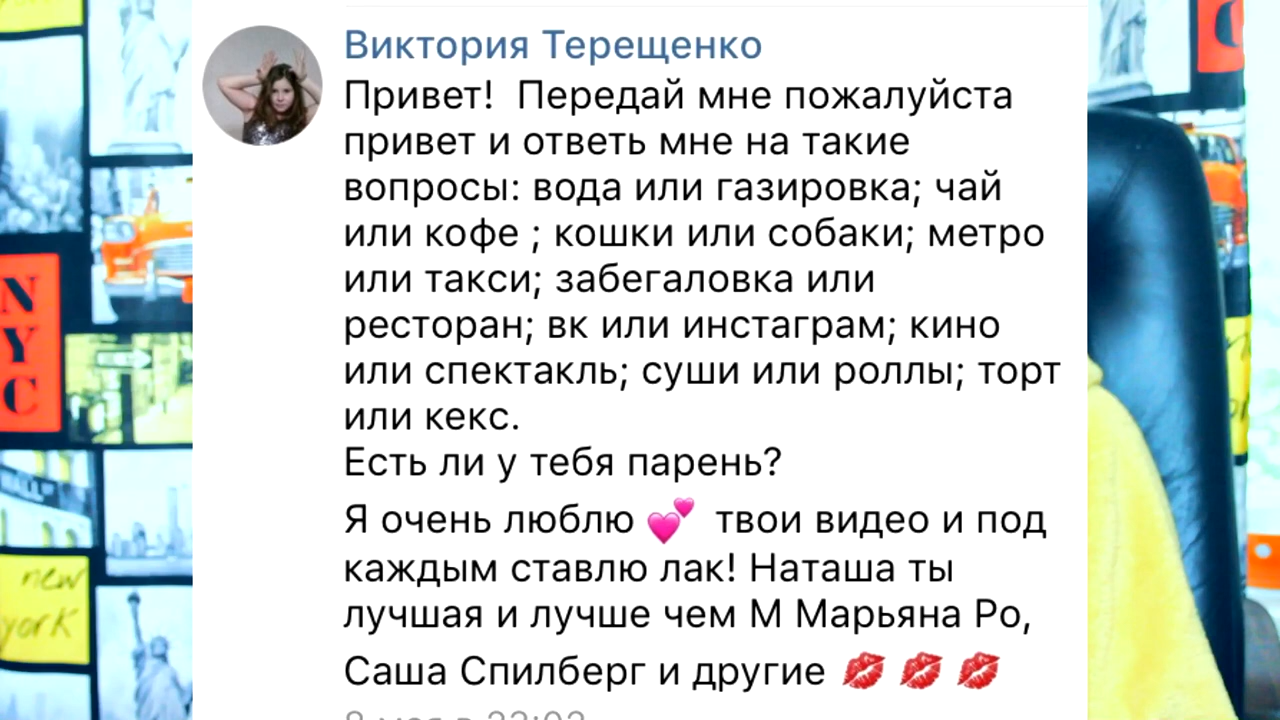 Виктория Терещенко
Привет!  Передай мне пожалуйста
привет и ответь мне на такие
вопросы: вода или газировка; чай
или кофе ; кошки или собаки; метро
или такси; забегаловка или
ресторан; вк или инстаграм; кино
или спектакль; суши или роллы; торт
или кекс.
Есть ли у тебя парень?
Я очень люблю 💕 твои видео и под
каждым ставлю лак! Наташа ты
лучшая и лучше чем М Марьяна Ро,
Саша Спилберг и другие 💋 💋 💋
NYC
new
york